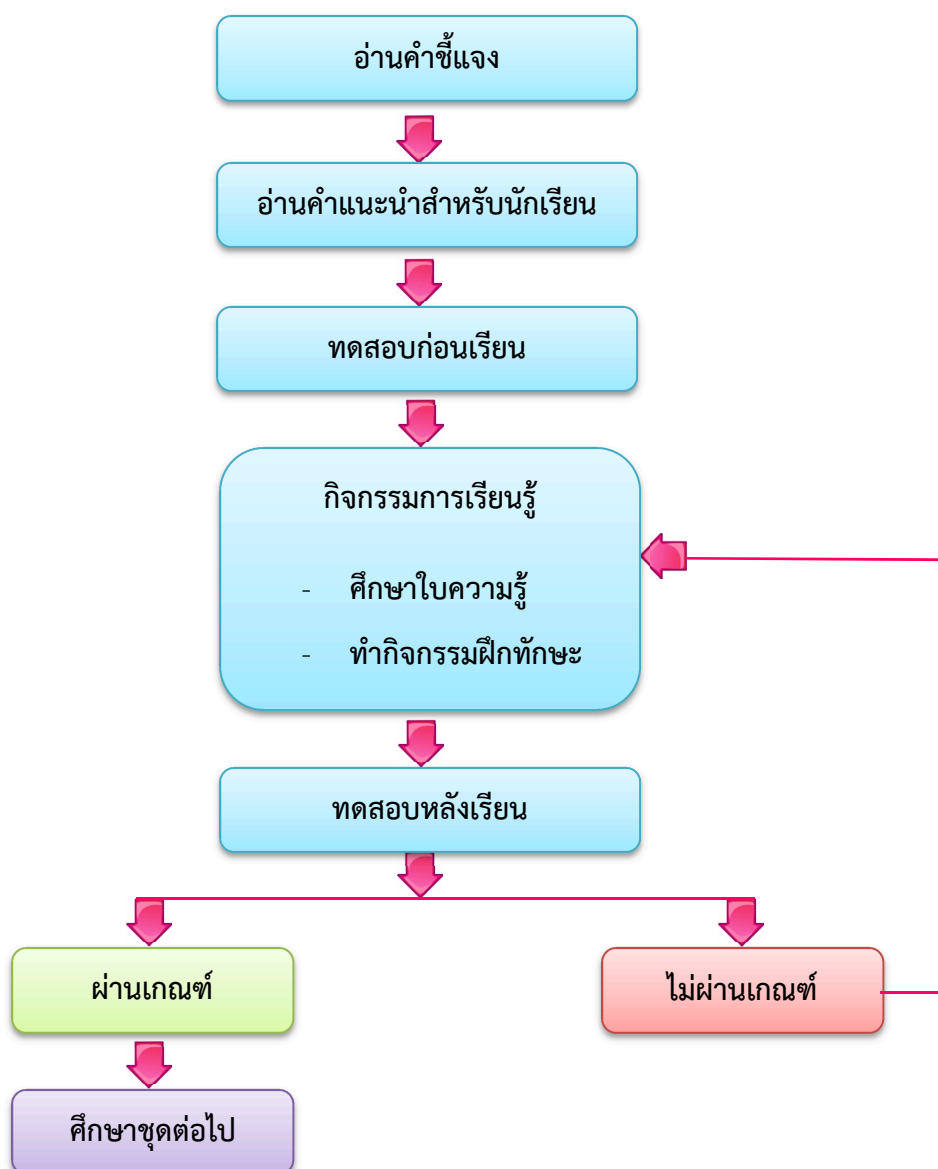 อ่านคำชี้แจง
อ่านคำแนะนำสำหรับนักเรียน
ทดสอบก่อนเรียน
กิจกรรมการเรียนรู้
- ศึกษาใบความรู้
- ทำกิจกรรมฝึกทักษะ
ทดสอบหลังเรียน
ผ่านเกณฑ์
ไม่ผ่านเกณฑ์
ศึกษาชุดต่อไป